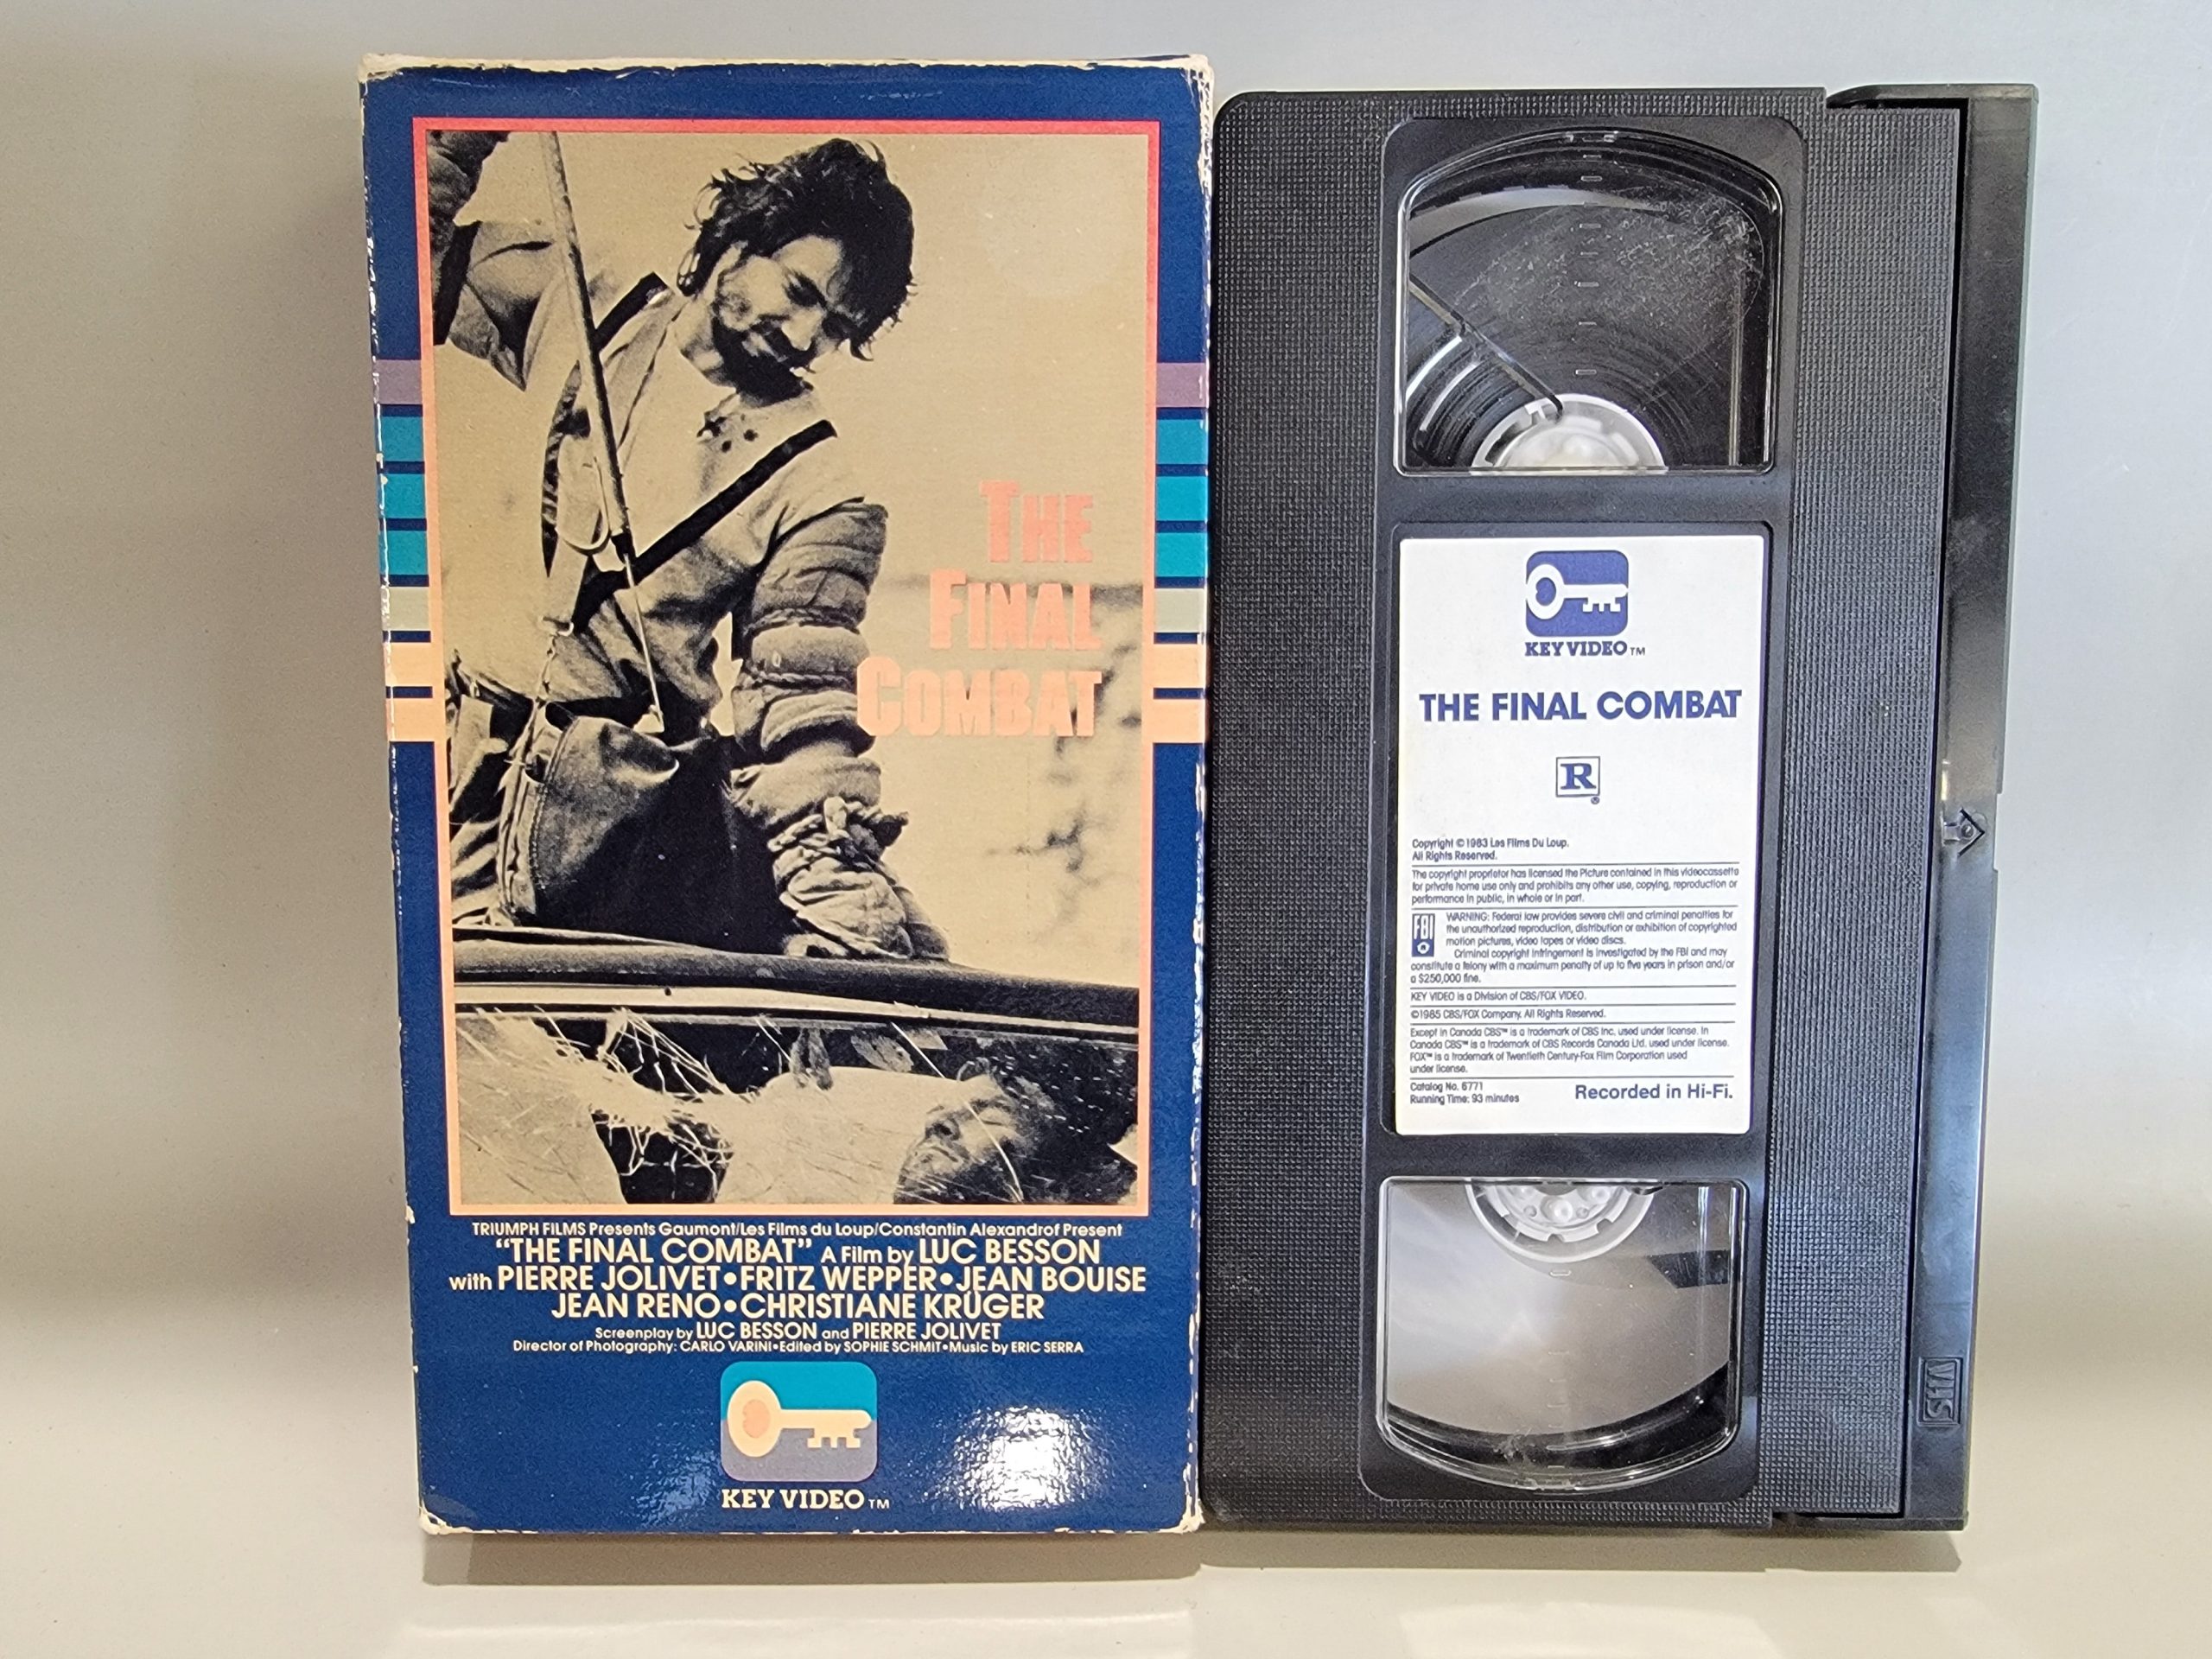 THE
FINAL
COMBAT
TRIUMPH FILMS Presents Gaumont/Les Films du Loup/Constantin Alexandrof Present
"THE FINAL COMBAT" A Film by LUC BESSON
with PIERRE JOLIVET•FRITZ WEPPER•JEAN BOUISE
JEAN RENO•CHRISTIANE KRÜGER
Screenplay by LUC BESSON and PIERRE JOLIVET
Director of Photography: CARLO VARINI•Edited by SOPHIE SCHMIT•Music by ERIC SERRA
KEY VIDEO TM
KEY VIDEO TM
THE FINAL COMBAT
R
®
Copyright ©1983 Les Films Du Loup.
All Rights Reserved.
The copyright proprietor has licensed the Picture contained in this videocassette
for private home use only and prohibits any other use, copying, reproduction or
performance in public, in whole or in part.
FBI
WARNING: Federal law provides severe civil and criminal penalties for
the unauthorized reproduction, distribution or exhibition of copyrighted
motion pictures, video tapes or video discs.
Criminal copyright infringement is investigated by the FBI and may
constitute a felony with a maximum penalty of up to five years in prison and/or
a $250,000 fine.
KEY VIDEO is a Division of CBS/FOX VIDEO.
©1985 CBS/FOX Company. All Rights Reserved.
Except in Canada CBS™ is a trademark of CBS Inc. used under license. In
Canada CBS™ is a trademark of CBS Records Canada Ltd. used under license.
FOX™ is a trademark of Twentieth Century-Fox Film Corporation used
under license.
Catalog No. 6771
Running Time: 93 minutes
Recorded in Hi-Fi.
VHS